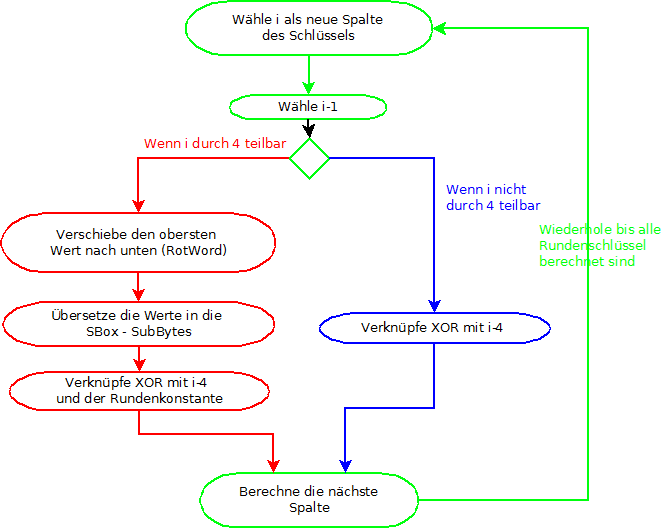 Wähle i als neue Spalte
des Schlüssels
Wähle i-1
Wenn i durch 4 teilbar
Wenn i nicht
durch 4 teilbar
Verschiebe den obersten
Wert nach unten (RotWord)
Wiederhole bis alle
Rundenschlüssel
berechnet sind
Übersetze die Werte in die
SBox - SubBytes
Verknüpfe XOR mit i-4
Verknüpfe XOR mit i-4
und der Rundenkonstante
Berechne die nächste
Spalte